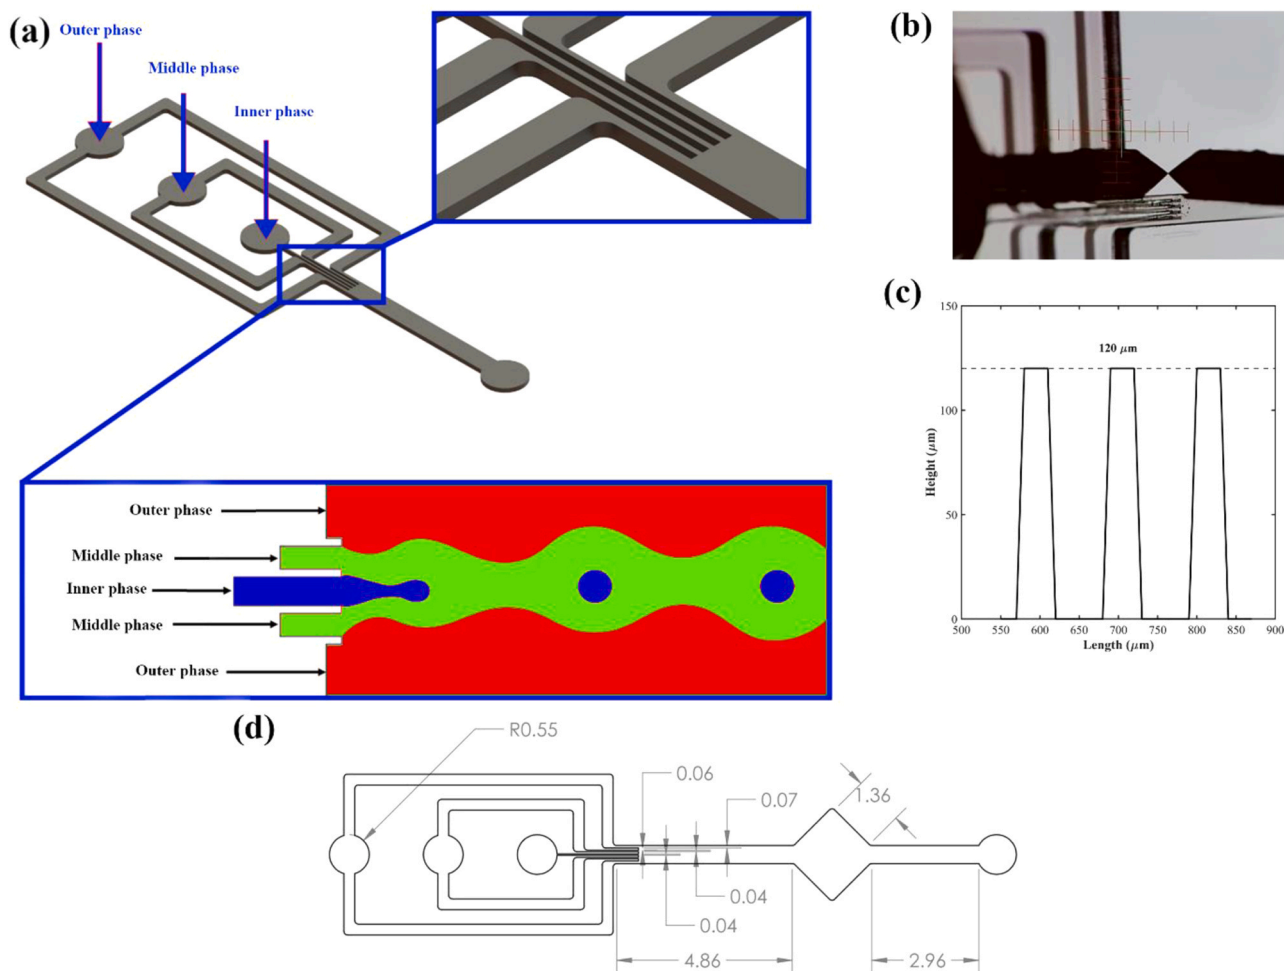 (a)
Outer phase
Middle phase
Inner phase
(b)
(c)
150
120 μm
100
Height (μm)
50
0
500 550 600 650 700 750 800 850 900
Length (μm)
Outer phase
Middle phase
Inner phase
Middle phase
Outer phase
(d)
R0.55
0.06
0.07
1.36
0.04
0.04
4.86
2.96